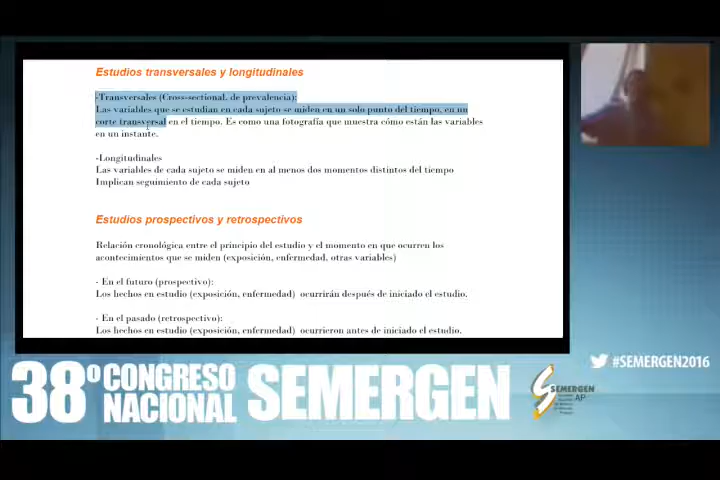 Estudios transversales y longitudinales
-Transversales (Cross-sectional, de prevalencia):
Las variables que se estudian en cada sujeto se miden en un solo punto del tiempo, en un
corte transversal en el tiempo. Es como una fotografía que muestra cómo están las variables
en un instante.
-Longitudinales
Las variables de cada sujeto se miden en al menos dos momentos distintos del tiempo
Implican seguimiento de cada sujeto
Estudios prospectivos y retrospectivos
Relación cronológica entre el principio del estudio y el momento en que ocurren los
acontecimientos que se miden (exposición, enfermedad, otras variables)
- En el futuro (prospectivo):
Los hechos en estudio (exposición, enfermedad) ocurrirán después de iniciado el estudio.
- En el pasado (retrospectivo):
Los hechos en estudio (exposición, enfermedad) ocurrieron antes de iniciado el estudio.
#SEMERGEN2016
38º CONGRESO
NACIONAL
SEMERGEN
SEMERGEN
AP